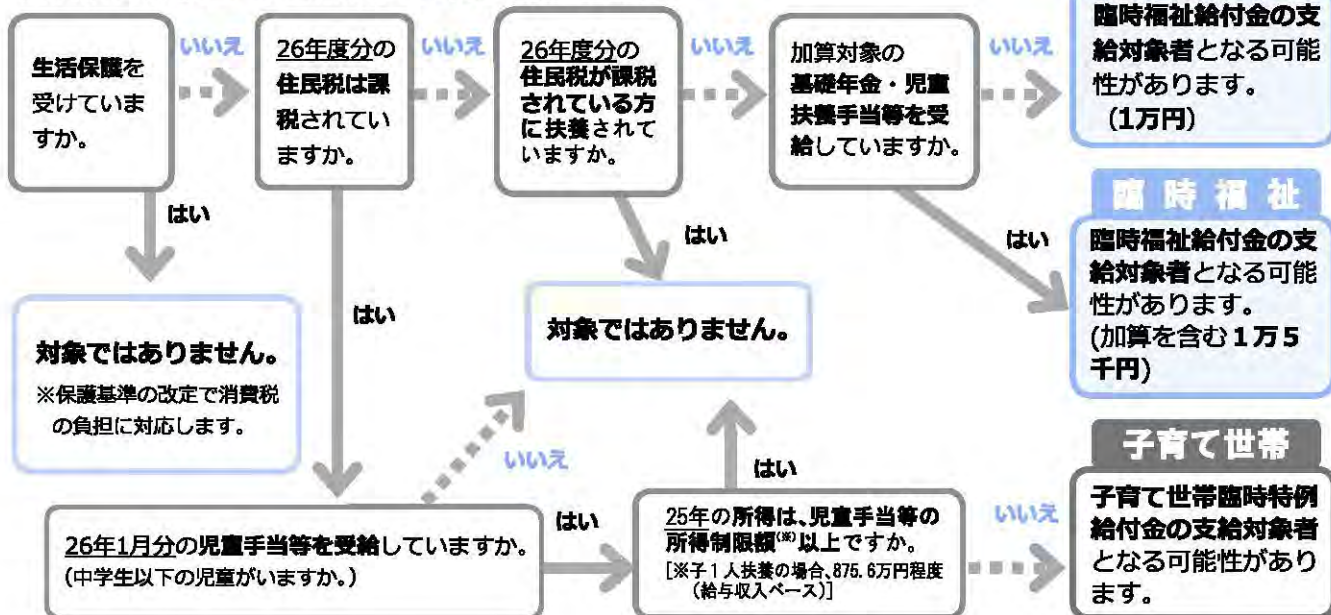 生活保護を
受けていま
すか。
いいえ
26年度分の
住民税は課
税されてい
ますか。
いいえ
26年度分の
住民税が課税
されている方
に扶養されて
いますか。
いいえ
加算対象の
基礎年金・児童
扶養手当等を受
給していますか。
いいえ
臨時福祉給付金の支
給対象者となる可能
性があります。
(1万円)
はい
はい
はい
はい
臨時福祉
臨時福祉給付金の支
給対象者となる可能
性があります。
(加算を含む1万5
千円)
対象ではありません。
※保護基準の改定で消費税
の負担に対応します。
対象ではありません。
いいえ
はい
26年1月分の児童手当等を受給していますか。
(中学生以下の児童がいますか。)
はい
25年の所得は、児童手当等の
所得制限額(※)以上ですか。
[※子1人扶養の場合、875.6万円程度
(給与収入ベース)]
いいえ
子育て世帯
子育て世帯臨時特例
給付金の支給対象者
となる可能性があり
ます。